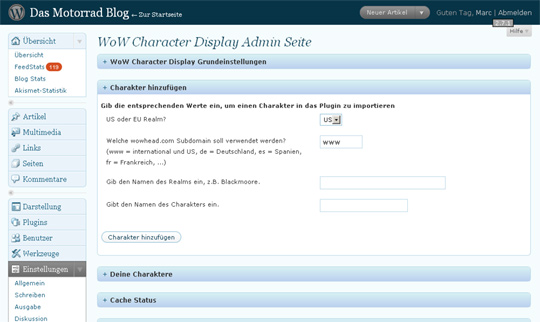 Das Motorrad Blog ← Zur Startseite
Neuer Artikel
Guten Tag, Marc | Abmelden
2.7.1
Hilfe
Übersicht
Übersicht
FeedStats 119
Blog Stats
Akismet-Statistik
Artikel
Multimedia
Links
Seiten
Kommentare
Darstellung
Plugins
Benutzer
Werkzeuge
Einstellungen
Allgemein
Schreiben
Ausgabe
Diskussion
WoW Character Display Admin Seite
+ WoW Character Display Grundeinstellungen
+ Charakter hinzufügen
Gib die entsprechenden Werte ein, um einen Charakter in das Plugin zu importieren
US oder EU Realm?
US
Welche wowhead.com Subdomain soll verwendet werden?
(www = international und US, de = Deutschland, es = Spanien,
fr = Frankreich, ...)
www
Gib den Namen des Realms ein, z.B. Blackmoore.
Gibt den Namen des Charakters ein.
Charakter hinzufügen
+ Deine Charaktere
+ Cache Status